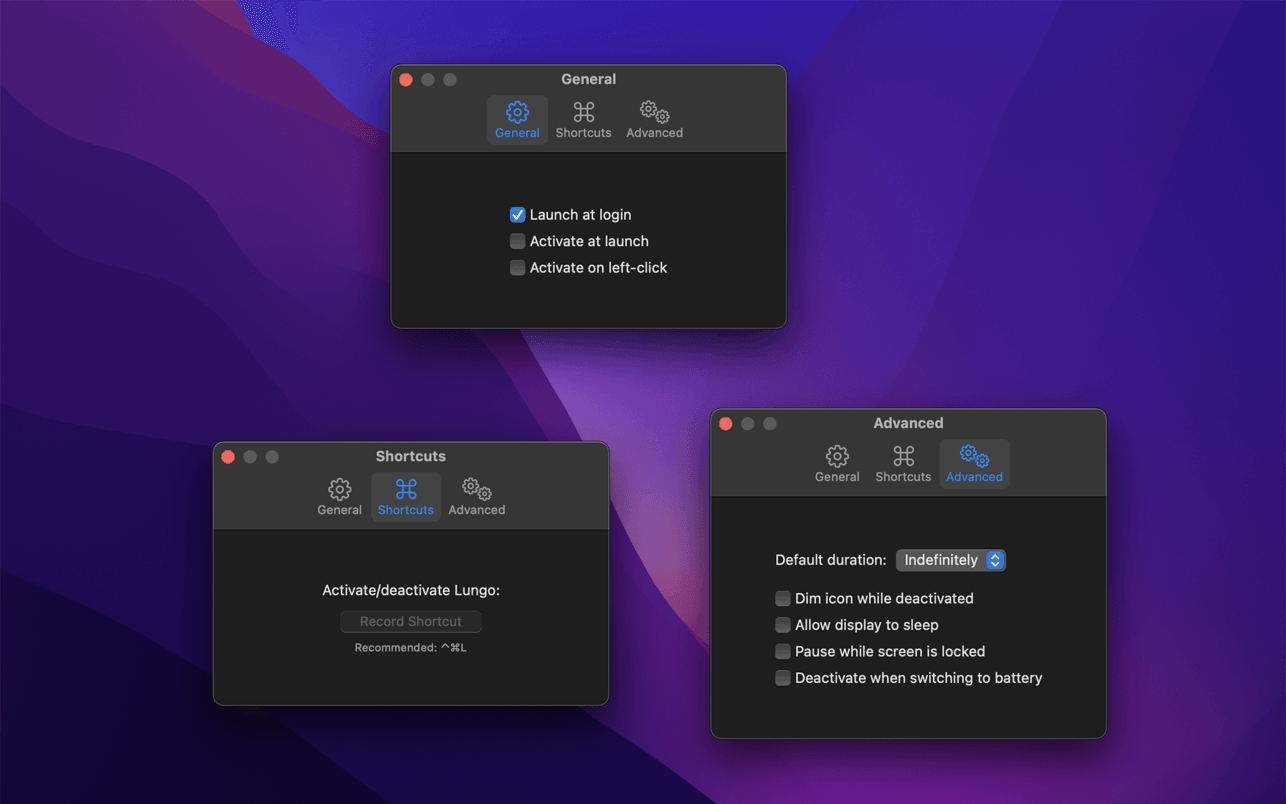 General
General Shortcuts Advanced
Launch at login
Activate at launch
Activate on left-click
Shortcuts
General Shortcuts Advanced
Activate/deactivate Lungo:
Record Shortcut
Recommended: ^⌘L
Advanced
General Shortcuts Advanced
Default duration: Indefinitely
Dim icon while deactivated
Allow display to sleep
Pause while screen is locked
Deactivate when switching to battery